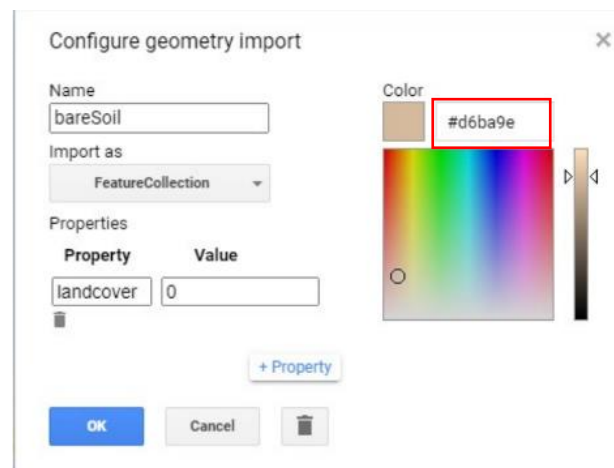 Configure geometry import
Name
bareSoil
Import as
FeatureCollection
Properties
Property Value
landcover 0
+ Property
OK Cancel
Color
#d6ba9e